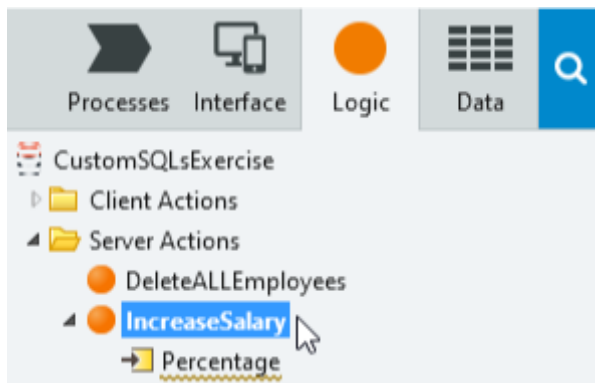 Processes Interface Logic Data
CustomSQLsExercise
Client Actions
Server Actions
DeleteALLEmployees
IncreaseSalary
Percentage